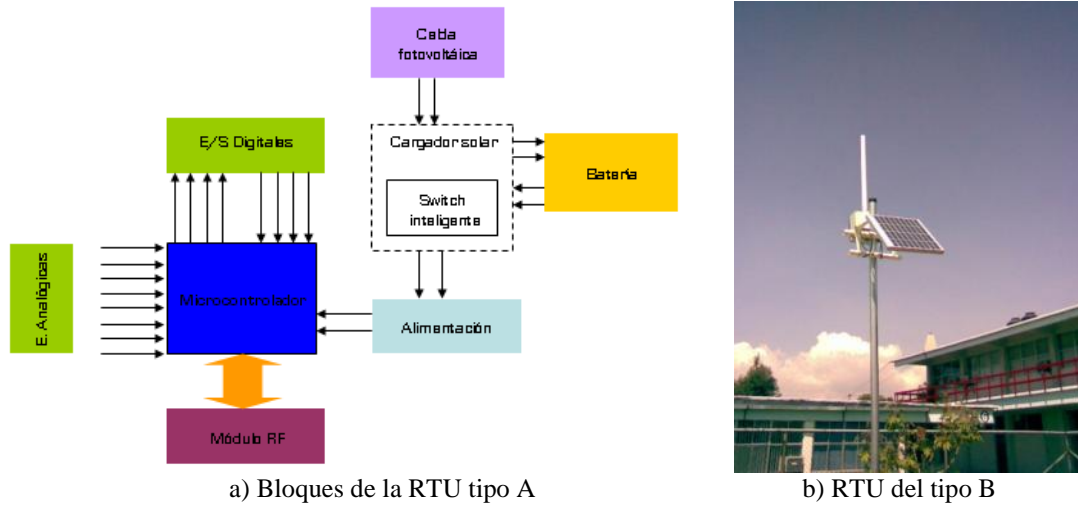 Celda
fotovoltáica
E/S Digitales
Cargador solar
Batería
Switch
inteligente
E. Analógicas
Microcontrolador
Alimentación
Módulo RF
a) Bloques de la RTU tipo A
b) RTU del tipo B